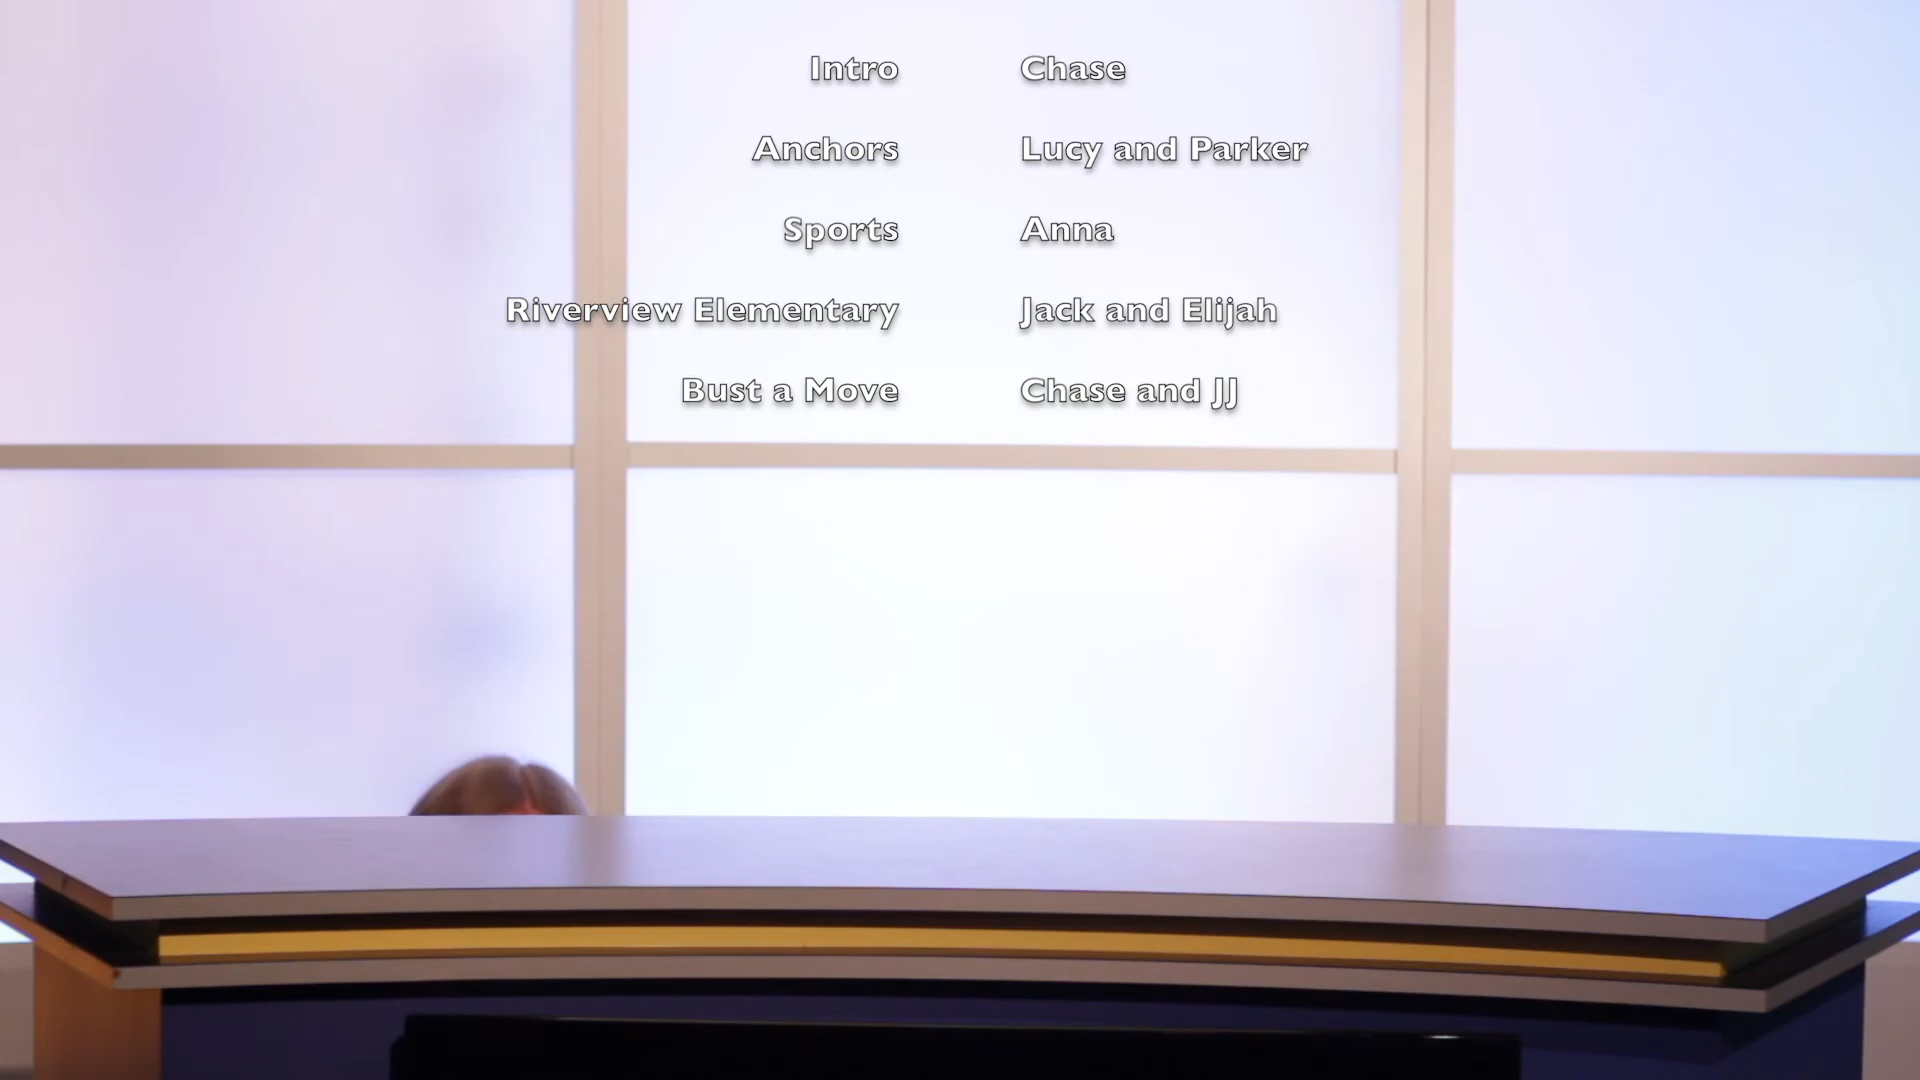 Intro Chase
Anchors Lucy and Parker
Sports Anna
Riverview Elementary Jack and Elijah
Bust a Move Chase and JJ